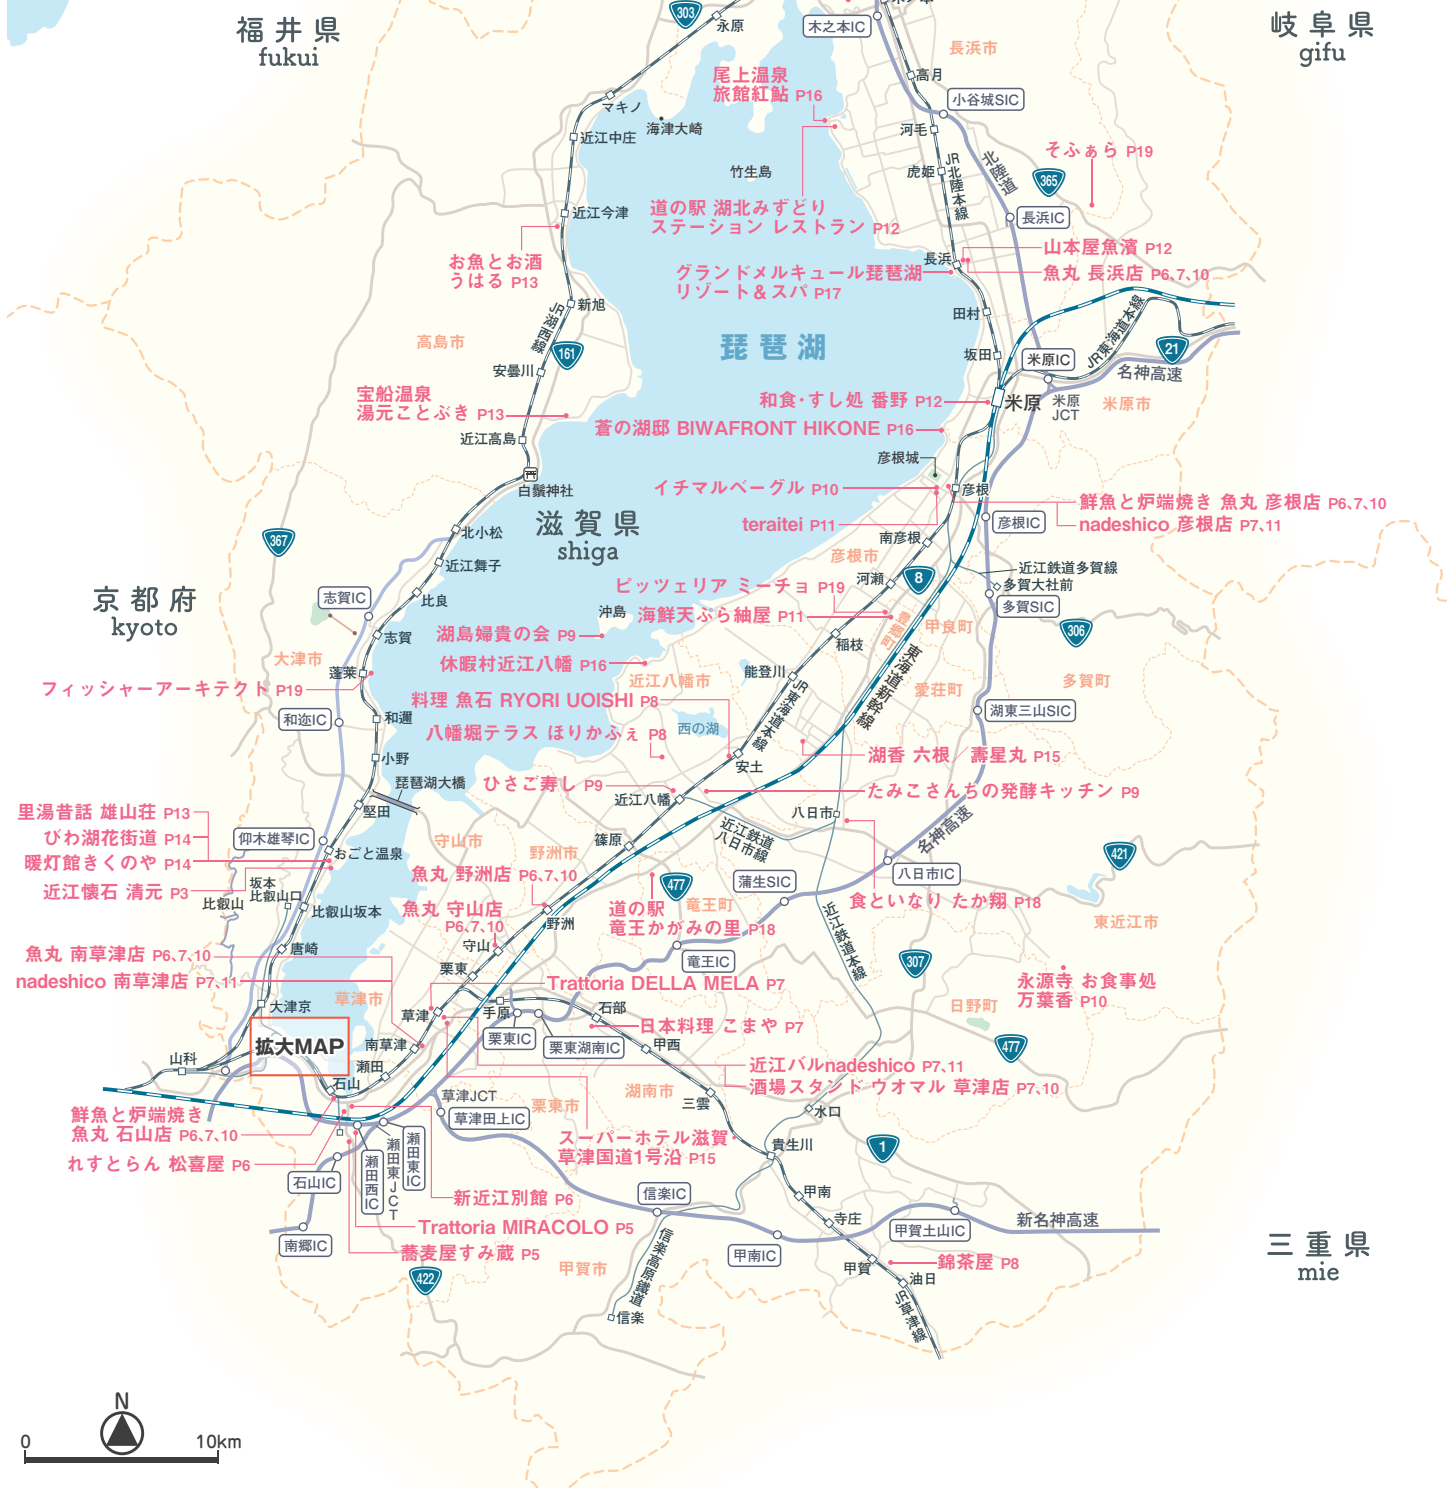 福井県
fukui
303
永原
木之本IC
長浜市
岐阜県
gifu
尾上温泉
旅館紅鮎 P16
高月
小谷城SIC
マキノ
海津大崎
近江中庄
河毛
北陸道
そふぁら P19
竹生島
虎姫
JR北陸本線
365
近江今津
道の駅 湖北みずどり
ステーション レストラン P12
長浜IC
お魚とお酒
うはる P13
長浜
山本屋魚濱 P12
魚丸 長浜店 P6,7,10
グランドメルキュール琵琶湖
リゾート＆スパ P17
新旭
JR湖西線
田村
高島市
161
琵琶湖
坂田
米原IC
JR東海道本線
21
名神高速
安曇川
宝船温泉
湯元ことぶき P13
和食･すし処 番野 P12
米原
米原
JCT
米原市
蒼の湖邸 BIWAFRONT HIKONE P16
近江高島
彦根城
白鬚神社
イチマルベーグル P10
彦根
鮮魚と炉端焼き 魚丸 彦根店 P6,7,10
nadeshico 彦根店 P7,11
滋賀県
shiga
teraitei P11
彦根IC
北小松
367
南彦根
彦根市
近江舞子
近江鉄道多賀線
多賀大社前
河瀬
8
ピッツェリア ミーチョ P19
京都府
kyoto
志賀IC
比良
沖島
海鮮天ぷら紬屋 P11
多賀SIC
豊郷町
甲良町
306
志賀
湖島婦貴の会 P9
稲枝
大津市
蓬莱
休暇村近江八幡 P16
能登川
東海道新幹線
フィッシャーアーキテクト P19
近江八幡市
JR東海道本線
愛荘町
多賀町
料理 魚石 RYORI UOISHI P8
和迩IC
和邇
湖東三山SIC
八幡堀テラス ほりかふぇ P8
西の湖
小野
安土
湖香 六根／壽星丸 P15
琵琶湖大橋
ひさご寿し P9
近江八幡
たみこさんちの発酵キッチン P9
里湯昔話 雄山荘 P13
びわ湖花街道 P14
暖灯館きくのや P14
近江懐石 清元 P3
堅田
八日市
仰木雄琴IC
守山市
野洲市
篠原
近江鉄道
八日市線
名神高速
おごと温泉
421
坂本
比叡山口
比叡山
比叡山坂本
魚丸 野洲店 P6,7,10
477
蒲生SIC
八日市IC
魚丸 守山店
P6,7,10
道の駅
竜王かがみの里 P18
竜王町
食といなり たか翔 P18
野洲
近江鉄道本線
東近江市
唐崎
守山
魚丸 南草津店 P6,7,10
nadeshico 南草津店 P7,11
栗東
竜王IC
307
永源寺 お食事処
万葉香 P10
Trattoria DELLA MELA P7
草津市
大津京
草津
手原
石部
日野町
日本料理 こまや P7
栗東IC
栗東湖南IC
拡大MAP
南草津
甲西
477
山科
瀬田
近江バルnadeshico P7,11
酒場スタンド ウオマル 草津店 P7,10
石山
草津JCT
草津田上IC
栗東市
湖南市
三雲
水口
鮮魚と炉端焼き
魚丸 石山店 P6,7,10
れすとらん 松喜屋 P6
スーパーホテル滋賀・
草津国道1号沿 P15
貴生川
1
瀬田西IC
瀬田東JCT
瀬田東IC
石山IC
新近江別館 P6
信楽IC
甲南
Trattoria MIRACOLO P5
寺庄
甲賀土山IC
新名神高速
三重県
mie
南郷IC
蕎麦屋すみ蔵 P5
信楽高原鐵道
甲南IC
甲賀
錦茶屋 P8
422
甲賀市
油日
JR草津線
信楽
N
0
10km